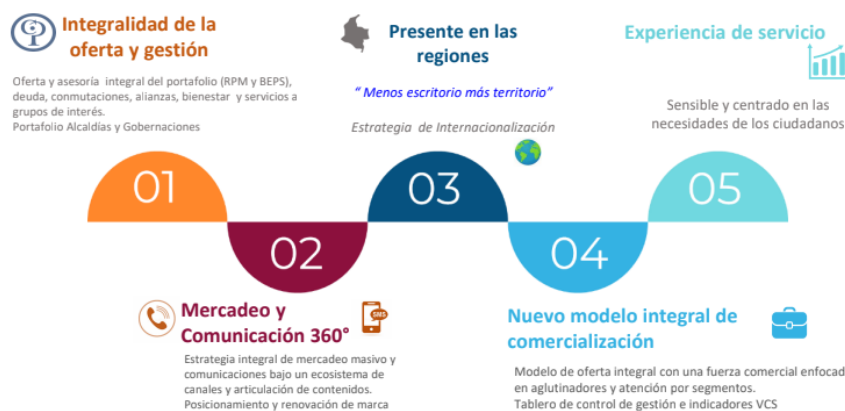 Integralidad de la
oferta y gestión
Oferta y asesoría integral del portafolio (RPM y BEPS),
deuda, conmutaciones, alianzas, bienestar y servicios a
grupos de interés.
Portafolio Alcaldías y Gobernaciones
Presente en las
regiones
“ Menos escritorio más territorio”
Estrategia de Internacionalización
Experiencia de servicio
Sensible y centrado en las
necesidades de los ciudadanos
01
02
03
04
05
Mercadeo y
Comunicación 360°
SMS
Estrategia integral de mercadeo masivo y
comunicaciones bajo un ecosistema de
canales y articulación de contenidos.
Posicionamiento y renovación de marca
Nuevo modelo integral de
comercialización
Modelo de oferta integral con una fuerza comercial enfocad
en aglutinadores y atención por segmentos.
Tablero de control de gestión e indicadores VCS